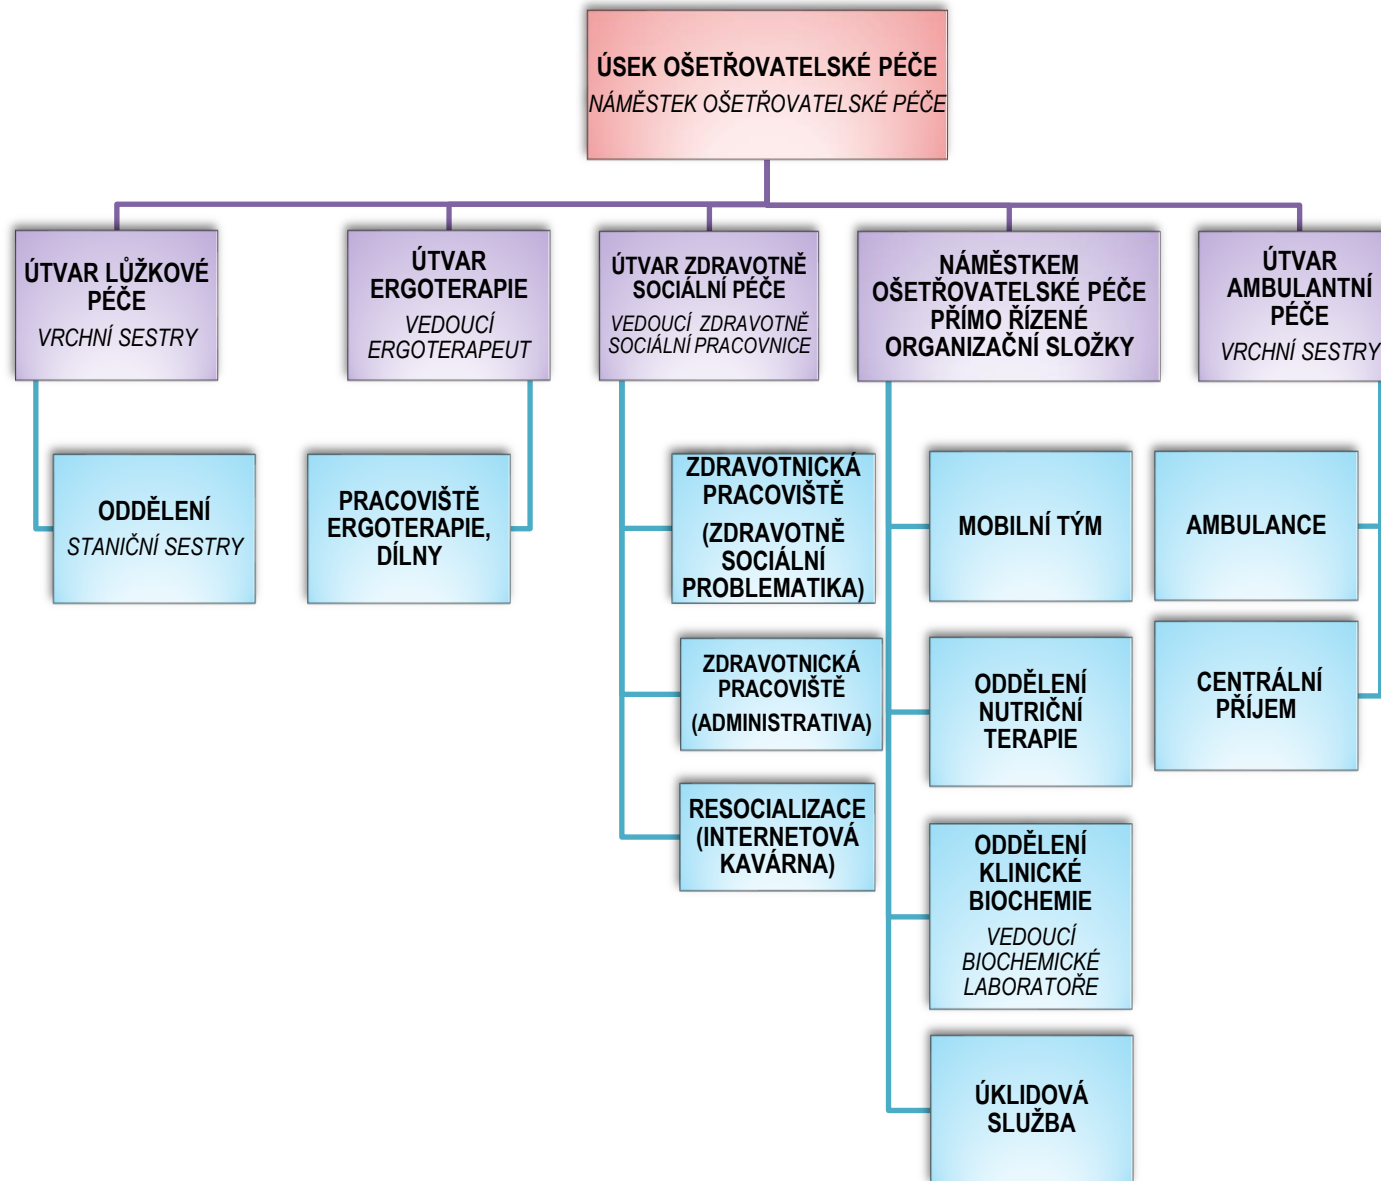 ÚSEK OŠETŘOVATELSKÉ PÉČE
NÁMĚSTEK OŠETŘOVATELSKÉ PÉČE
ÚTVAR LŮŽKOVÉ
PÉČE
VRCHNÍ SESTRY
ÚTVAR
ERGOTERAPIE
VEDOUCÍ
ERGOTERAPEUT
ÚTVAR ZDRAVOTNĚ
SOCIÁLNÍ PÉČE
VEDOUCÍ ZDRAVOTNĚ
SOCIÁLNÍ PRACOVNICE
NÁMĚSTKEM
OŠETŘOVATELSKÉ PÉČE
PŘÍMO ŘÍZENÉ
ORGANIZAČNÍ SLOŽKY
ÚTVAR
AMBULANTNÍ
PÉČE
VRCHNÍ SESTRY
ODDĚLENÍ
STANIČNÍ SESTRY
PRACOVIŠTĚ
ERGOTERAPIE,
DÍLNY
ZDRAVOTNICKÁ
PRACOVIŠTĚ
(ZDRAVOTNĚ
SOCIÁLNÍ
PROBLEMATIKA)
MOBILNÍ TÝM
AMBULANCE
ZDRAVOTNICKÁ
PRACOVIŠTĚ
(ADMINISTRATIVA)
ODDĚLENÍ
NUTRIČNÍ
TERAPIE
CENTRÁLNÍ
PŘÍJEM
RESOCIALIZACE
(INTERNETOVÁ
KAVÁRNA)
ODDĚLENÍ
KLINICKÉ
BIOCHEMIE
VEDOUCÍ
BIOCHEMICKÉ
LABORATOŘE
ÚKLIDOVÁ
SLUŽBA